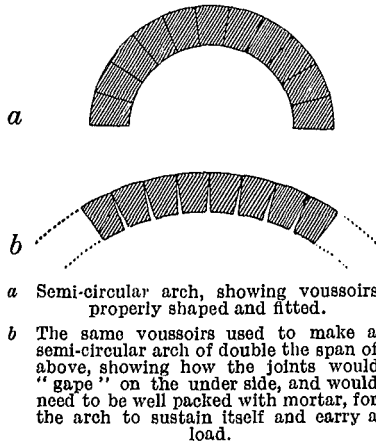 a
b
a Semi-circular arch, showing voussoirs
properly shaped and fitted.
b The same voussoirs used to make a
semi-circular arch of double the span of
above, showing how the joints would
"gape" on the under side, and would
need to be well packed with mortar, for
the arch to sustain itself and carry a
load.